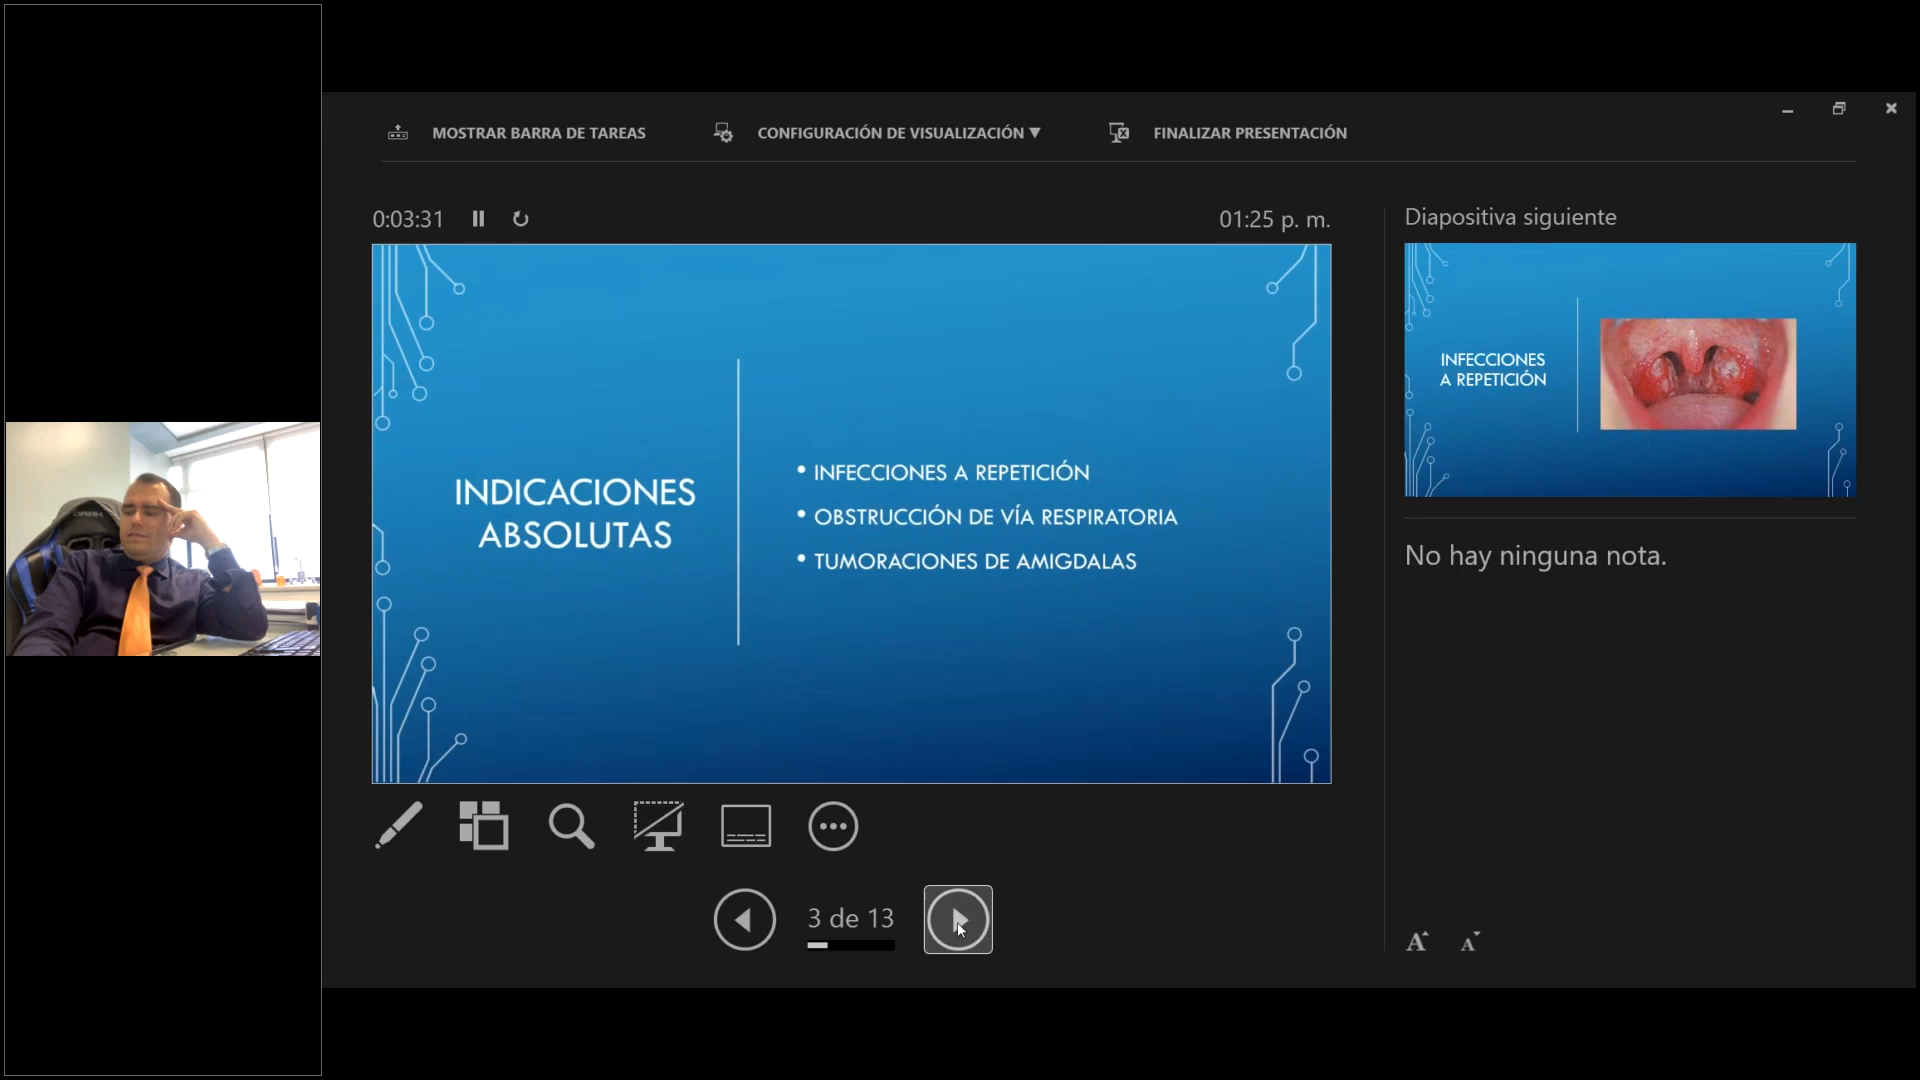 MOSTRAR BARRA DE TAREAS
CONFIGURACIÓN DE VISUALIZACIÓN ▼
FINALIZAR PRESENTACIÓN
0:03:31
01:25 p. m.
INDICACIONES
ABSOLUTAS
• INFECCIONES A REPETICIÓN
• OBSTRUCCIÓN DE VÍA RESPIRATORIA
• TUMORACIONES DE AMIGDALAS
3 de 13
Diapositiva siguiente
INFECCIONES
A REPETICIÓN
No hay ninguna nota.
A A